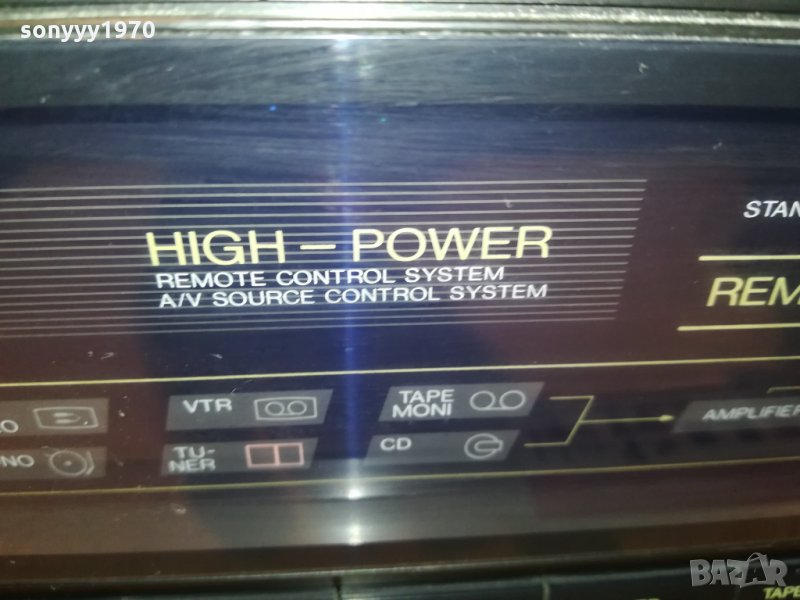 sonyyy1970
HIGH – POWER
REMOTE CONTROL SYSTEM
A/V SOURCE CONTROL SYSTEM
STAN
REM
VTR
TAPE
MONI
AMPLIFIER
TU-
NER
CD
TAPE
BAZAR